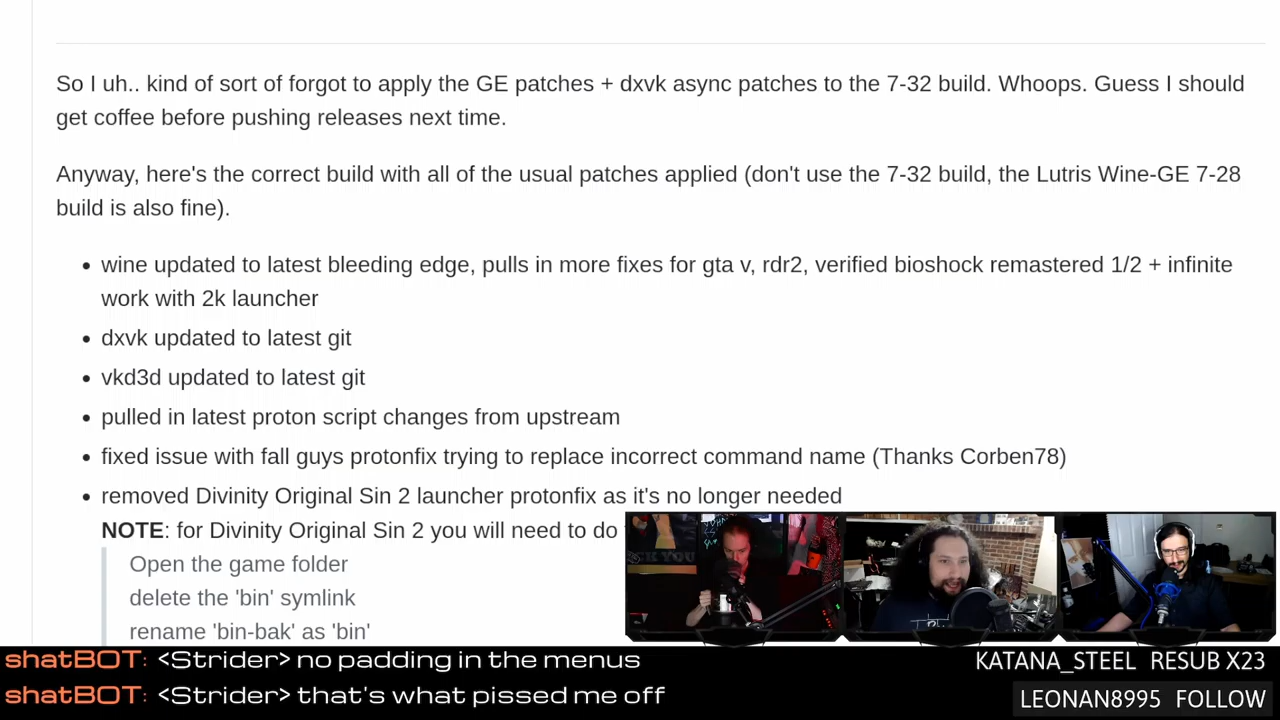 So I uh.. kind of sort of forgot to apply the GE patches + dxvk async patches to the 7-32 build. Whoops. Guess I should
get coffee before pushing releases next time.
Anyway, here's the correct build with all of the usual patches applied (don't use the 7-32 build, the Lutris Wine-GE 7-28
build is also fine).
• wine updated to latest bleeding edge, pulls in more fixes for gta v, rdr2, verified bioshock remastered 1/2 + infinite
work with 2k launcher
• dxvk updated to latest git
• vkd3d updated to latest git
• pulled in latest proton script changes from upstream
• fixed issue with fall guys protonfix trying to replace incorrect command name (Thanks Corben78)
• removed Divinity Original Sin 2 launcher protonfix as it's no longer needed
NOTE: for Divinity Original Sin 2 you will need to do
Open the game folder
delete the 'bin' symlink
rename 'bin-bak' as 'bin'
shatBOT: <Strider> no padding in the menus
KATANA_STEEL RESUB X23
shatBOT: <Strider> that's what pissed me off
LEONAN8995 FOLLOW